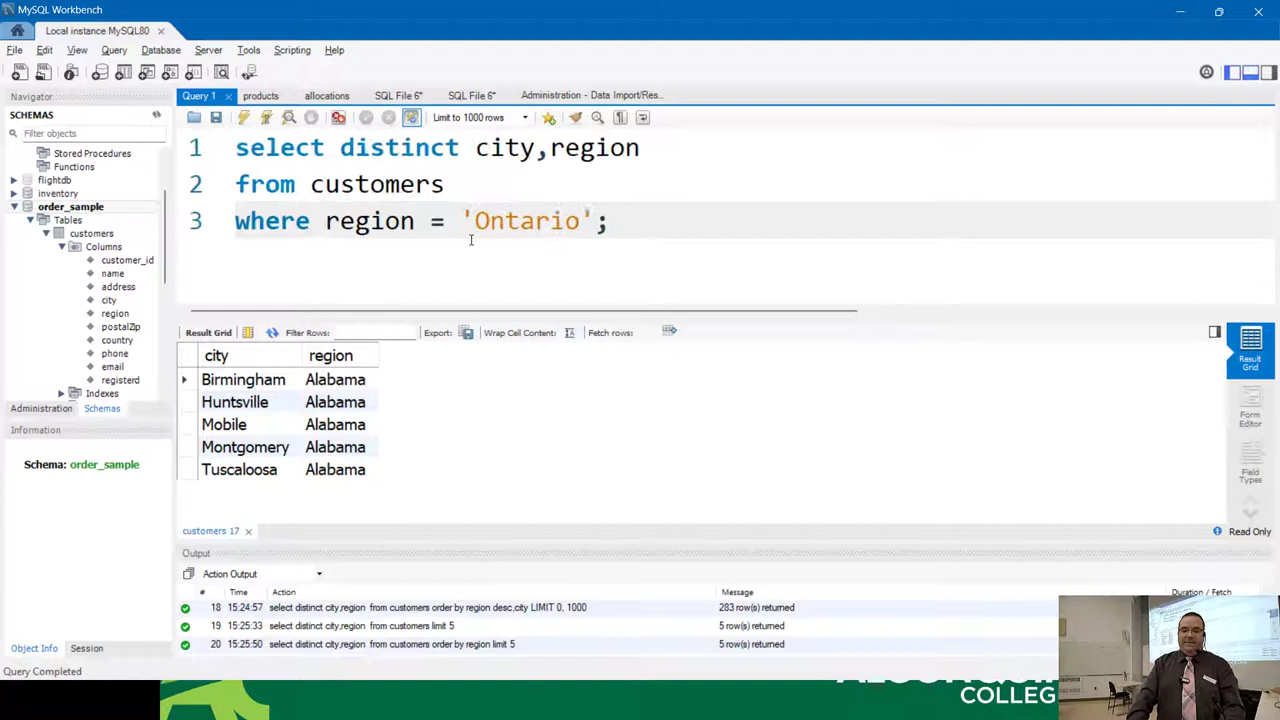 MySQL Workbench
Local instance MySQL80
File Edit View Query Database Server Tools Scripting Help
Navigator
SCHEMAS
Filter objects
Stored Procedures
Functions
flightdb
inventory
order_sample
Tables
customers
Columns
customer_id
name
address
city
region
postalZip
country
phone
email
registerd
Indexes
Administration Schemas
Information
Schema: order_sample
Object Info Session
Query Completed
Query 1 products allocations SQL File 6* SQL File 6* Administration - Data Import/Res...
Limit to 1000 rows
1 select distinct city,region
2 from customers
3 where region = 'Ontario';
Result Grid Filter Rows: Export: Wrap Cell Content: Fetch rows:
city region
Birmingham Alabama
Huntsville Alabama
Mobile Alabama
Montgomery Alabama
Tuscaloosa Alabama
Result Grid
Form Editor
Field Types
customers 17
Read Only
Output
Action Output
# Time Action Message Duration / Fetch
18 15:24:57 select distinct city,region from customers order by region desc,city LIMIT 0, 1000 283 row(s) returned
19 15:25:33 select distinct city,region from customers limit 5 5 row(s) returned
20 15:25:50 select distinct city,region from customers order by region limit 5 5 row(s) returned